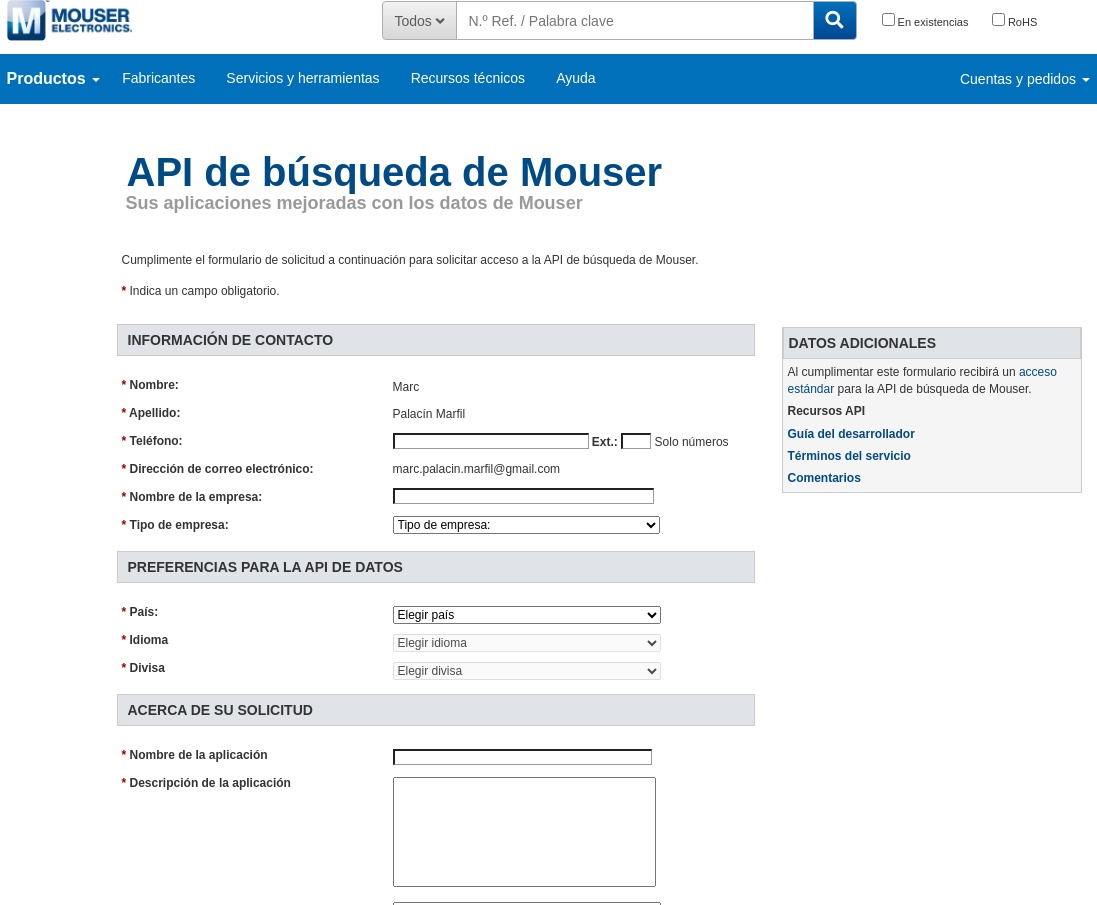 MOUSER
ELECTRONICS.
Todos
N.º Ref. / Palabra clave
En existencias
RoHS
Productos
Fabricantes
Servicios y herramientas
Recursos técnicos
Ayuda
Cuentas y pedidos
API de búsqueda de Mouser
Sus aplicaciones mejoradas con los datos de Mouser
Cumplimente el formulario de solicitud a continuación para solicitar acceso a la API de búsqueda de Mouser.
* Indica un campo obligatorio.
INFORMACIÓN DE CONTACTO
* Nombre: Marc
* Apellido: Palacín Marfil
* Teléfono: Ext.: Solo números
* Dirección de correo electrónico: marc.palacin.marfil@gmail.com
* Nombre de la empresa:
* Tipo de empresa: Tipo de empresa:
PREFERENCIAS PARA LA API DE DATOS
* País: Elegir país
* Idioma Elegir idioma
* Divisa Elegir divisa
ACERCA DE SU SOLICITUD
* Nombre de la aplicación
* Descripción de la aplicación
DATOS ADICIONALES
Al cumplimentar este formulario recibirá un acceso
estándar para la API de búsqueda de Mouser.
Recursos API
Guía del desarrollador
Términos del servicio
Comentarios